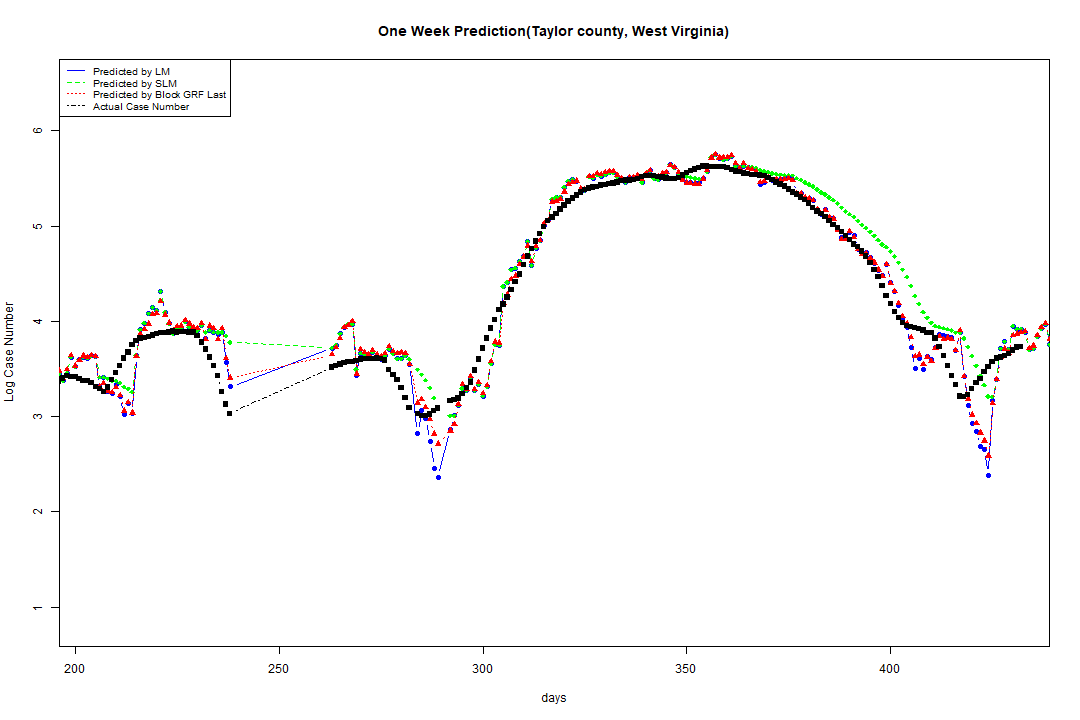 One Week Prediction(Taylor county, West Virginia)
Predicted by LM
Predicted by SLM
Predicted by Block GRF Last
Actual Case Number
Log Case Number
6
5
4
3
2
1
200 250 300 350 400
days